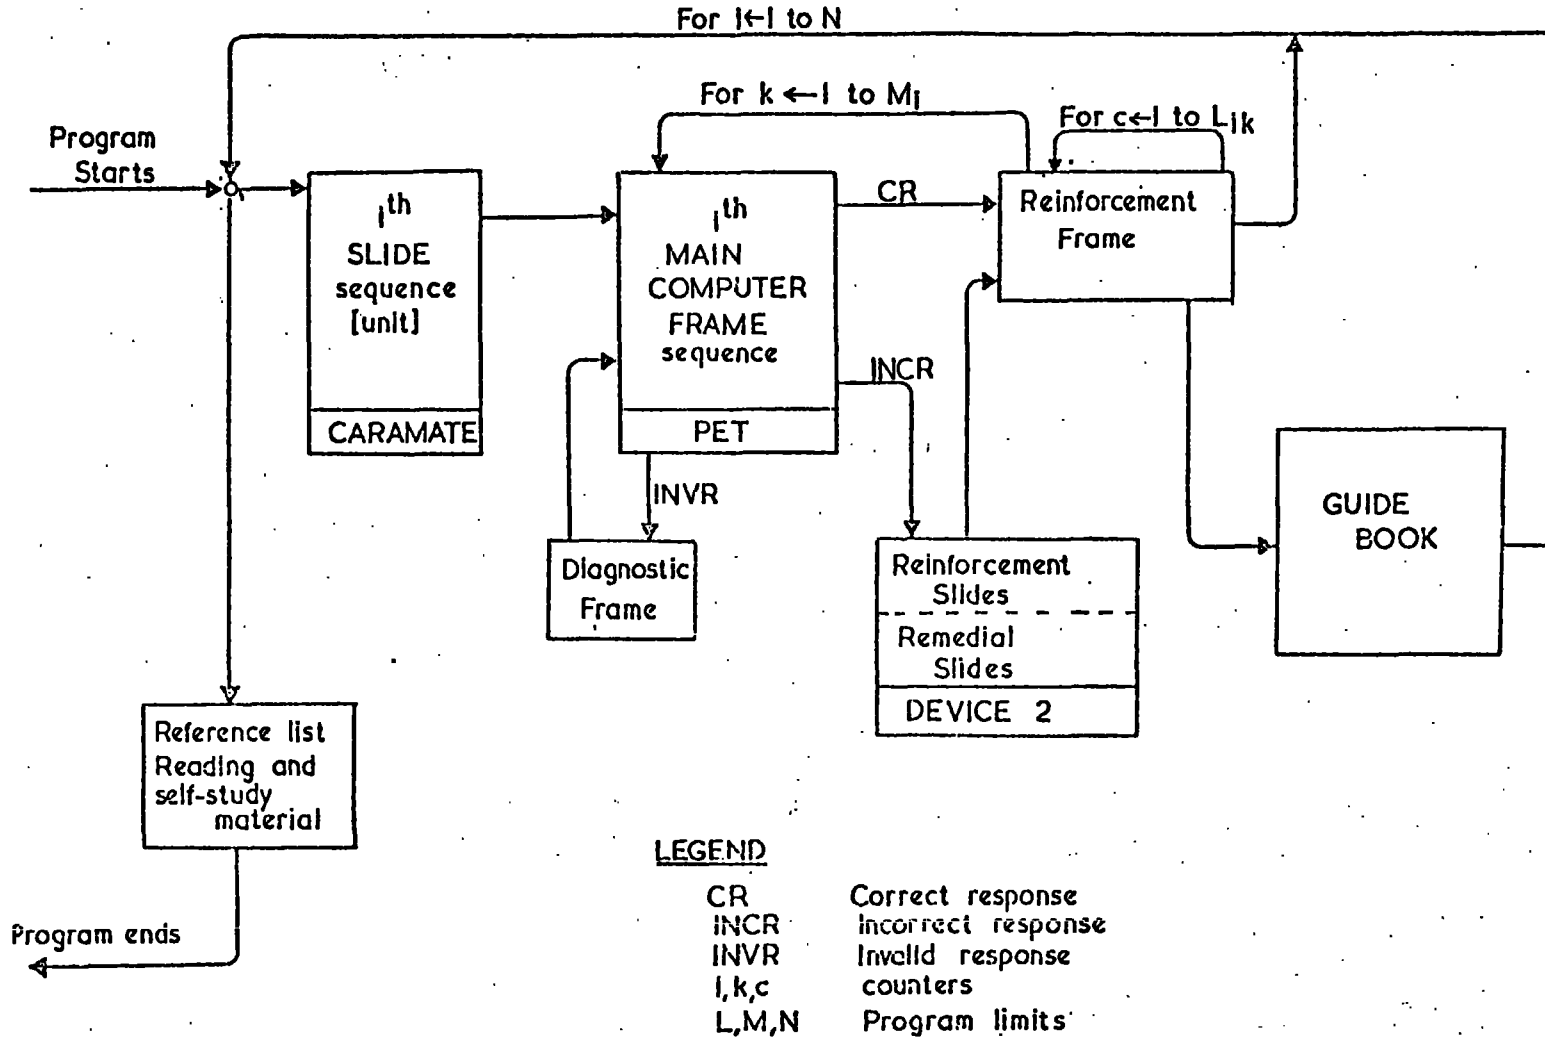 For I←I to N
For k ←I to Mi
For c←I to Lik
Program
Starts
ith
SLIDE
sequence
[unit]
CARAMATE
ith
MAIN
COMPUTER
FRAME
sequence
PET
CR
INCR
INVR
Reinforcement
Frame
Diagnostic
Frame
Reinforcement
Slides
Remedial
Slides
DEVICE 2
GUIDE
BOOK
Reference list
Reading and
self-study
material
Program ends
LEGEND
CR Correct response
INCR Incorrect response
INVR Invalid response
i,k,c counters
L,M,N Program limits